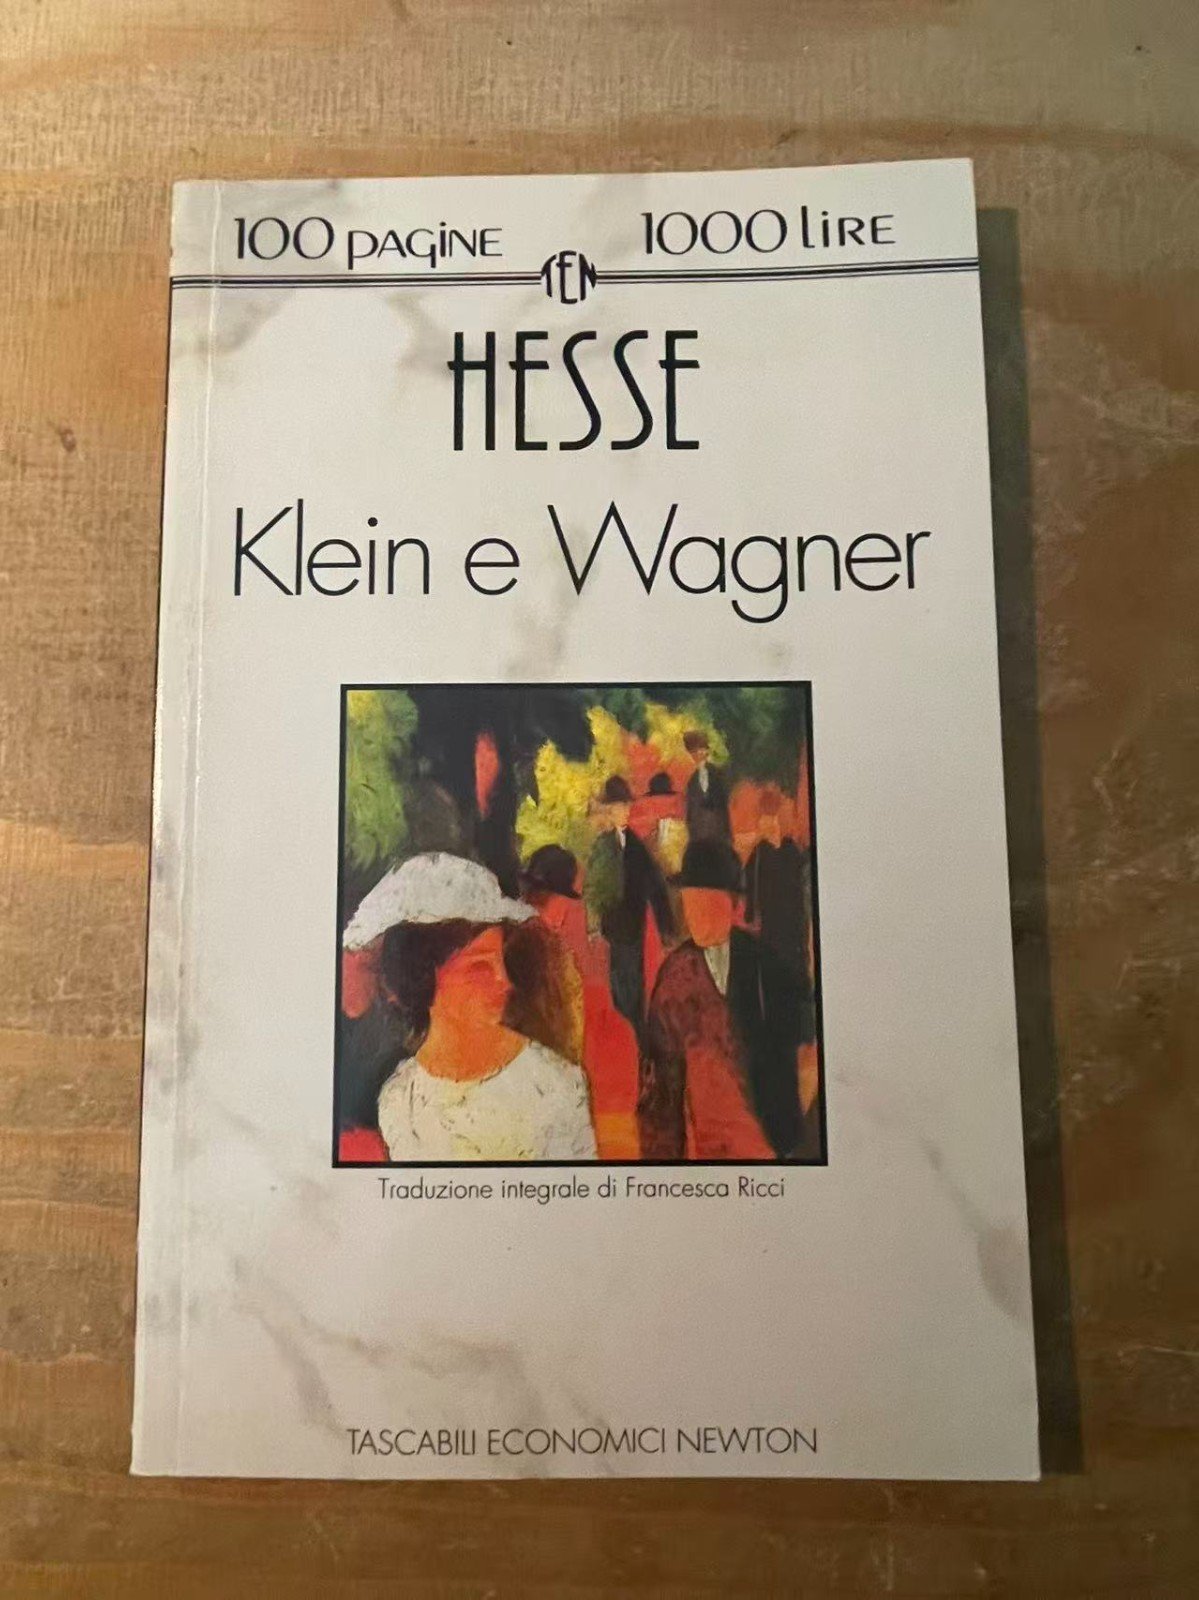 100 PAGINE 1000 LIRE
TEN
HESSE
Klein e Wagner
Traduzione integrale di Francesca Ricci
TASCABILI ECONOMICI NEWTON